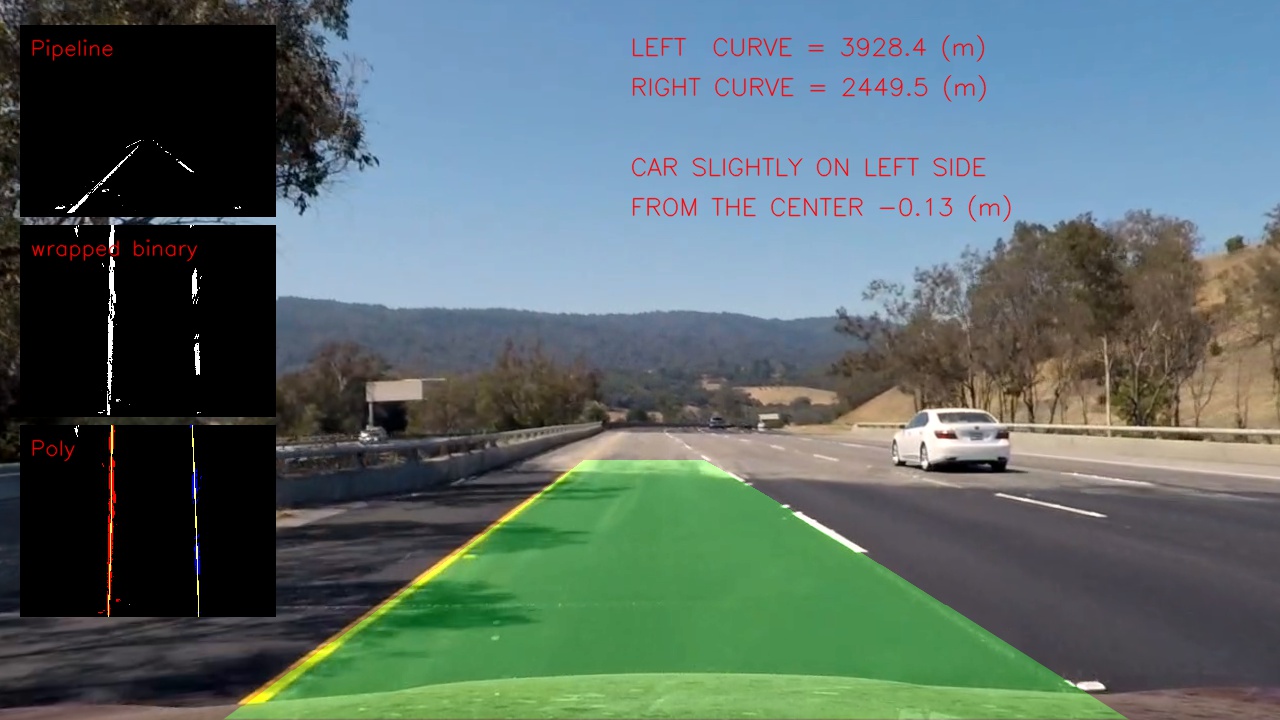 Pipeline
LEFT CURVE = 3928.4 (m)
RIGHT CURVE = 2449.5 (m)
CAR SLIGHTLY ON LEFT SIDE
FROM THE CENTER -0.13 (m)
wrapped binary
Poly